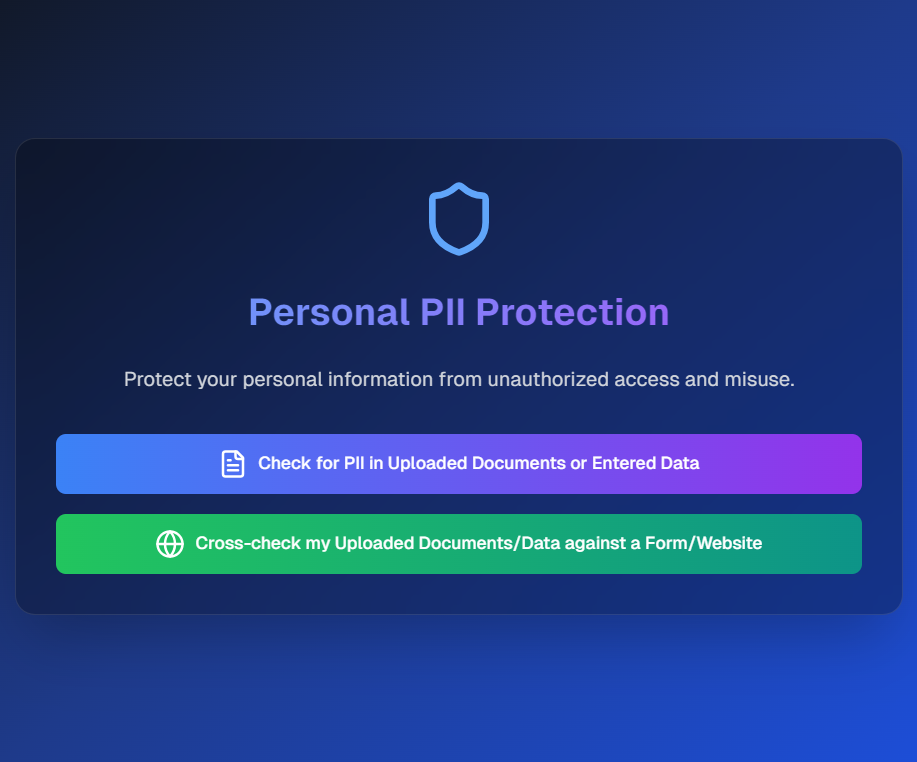 Personal PII Protection
Protect your personal information from unauthorized access and misuse.
Check for PII in Uploaded Documents or Entered Data
Cross-check my Uploaded Documents/Data against a Form/Website